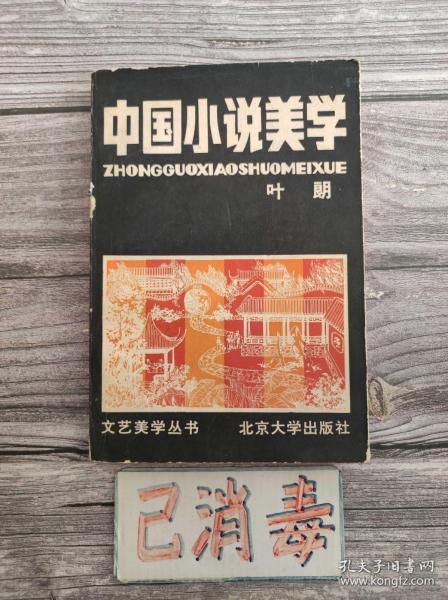 中国小说美学
ZHONGGUOXIAOSHUOMEIXUE
叶 朗
文艺美学丛书 北京大学出版社
已消毒
孔夫子旧书网
www.kongfz.com